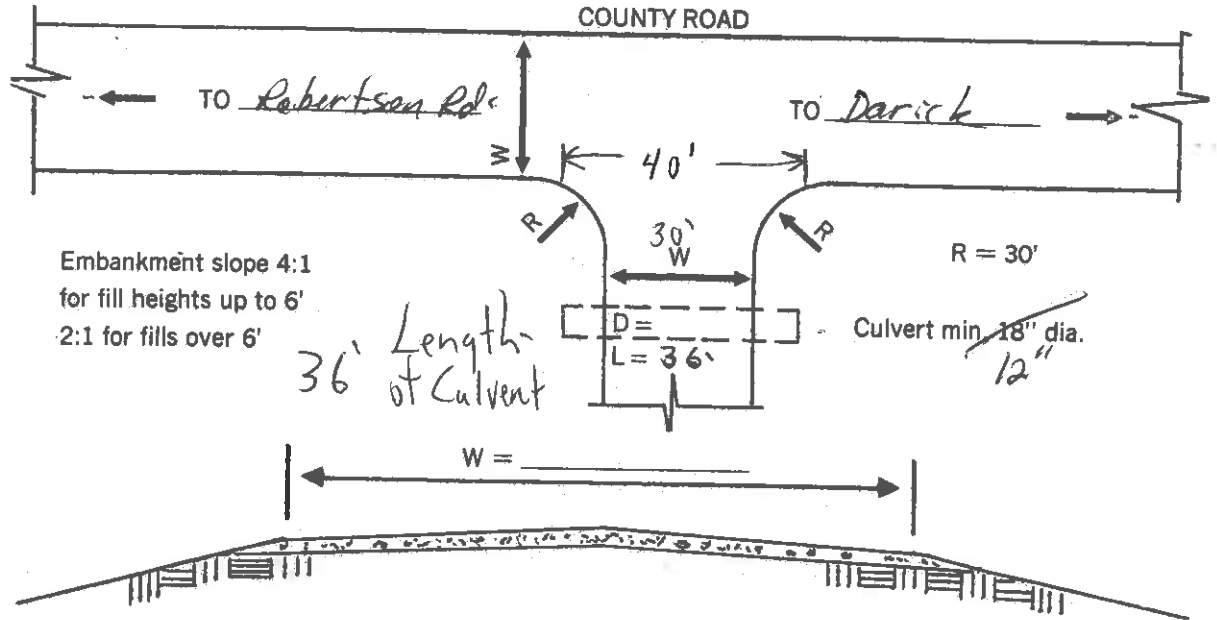 COUNTY ROAD
TO Robertson Rd.
TO Darick
W
40'
R
R
30'
W
R = 30'
Embankment slope 4:1
for fill heights up to 6'
2:1 for fills over 6'
36' Length
of Culvent
D =
L = 36'
Culvert min. 18" dia.
12"
W =